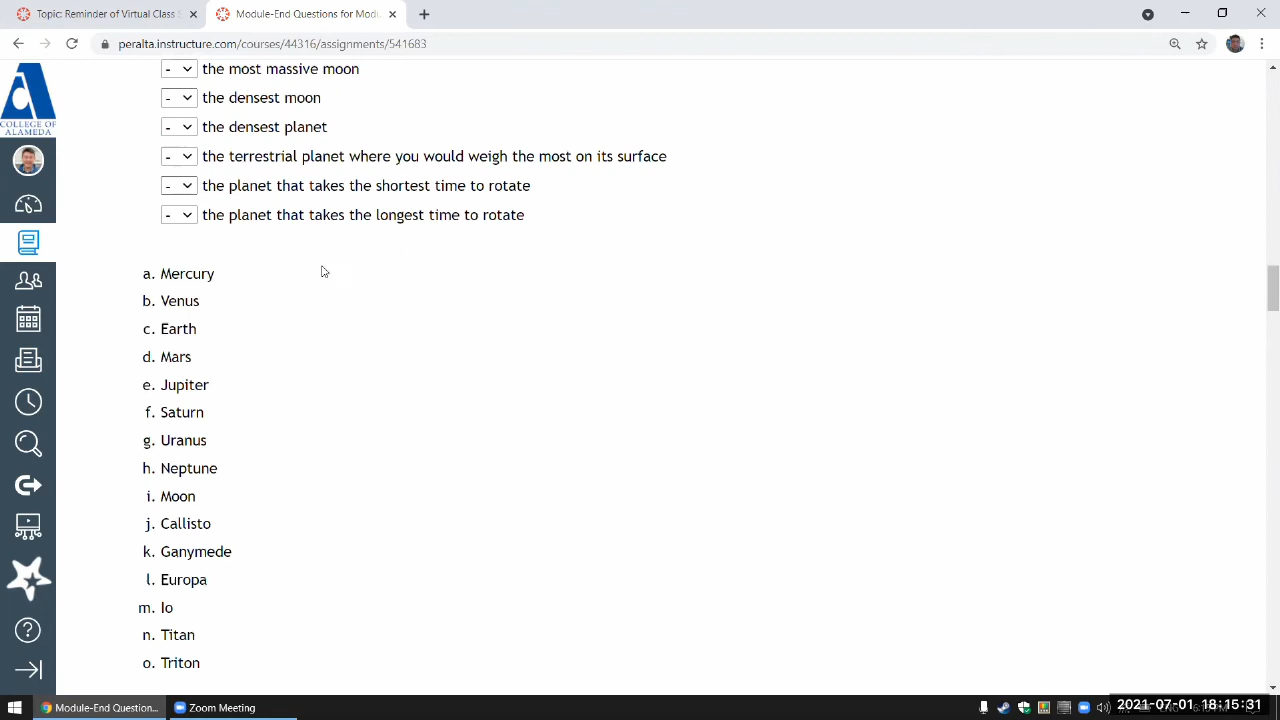 Topic: Reminder of Virtual Class
Module-End Questions for Modu
peralta.instructure.com/courses/44316/assignments/541683
COLLEGE OF
ALAMEDA
- the most massive moon
- the densest moon
- the densest planet
- the terrestrial planet where you would weigh the most on its surface
- the planet that takes the shortest time to rotate
- the planet that takes the longest time to rotate
a. Mercury
b. Venus
c. Earth
d. Mars
e. Jupiter
f. Saturn
g. Uranus
h. Neptune
i. Moon
j. Callisto
k. Ganymede
l. Europa
m. Io
n. Titan
o. Triton
Module-End Question...
Zoom Meeting
2021-07-01 18:15:31